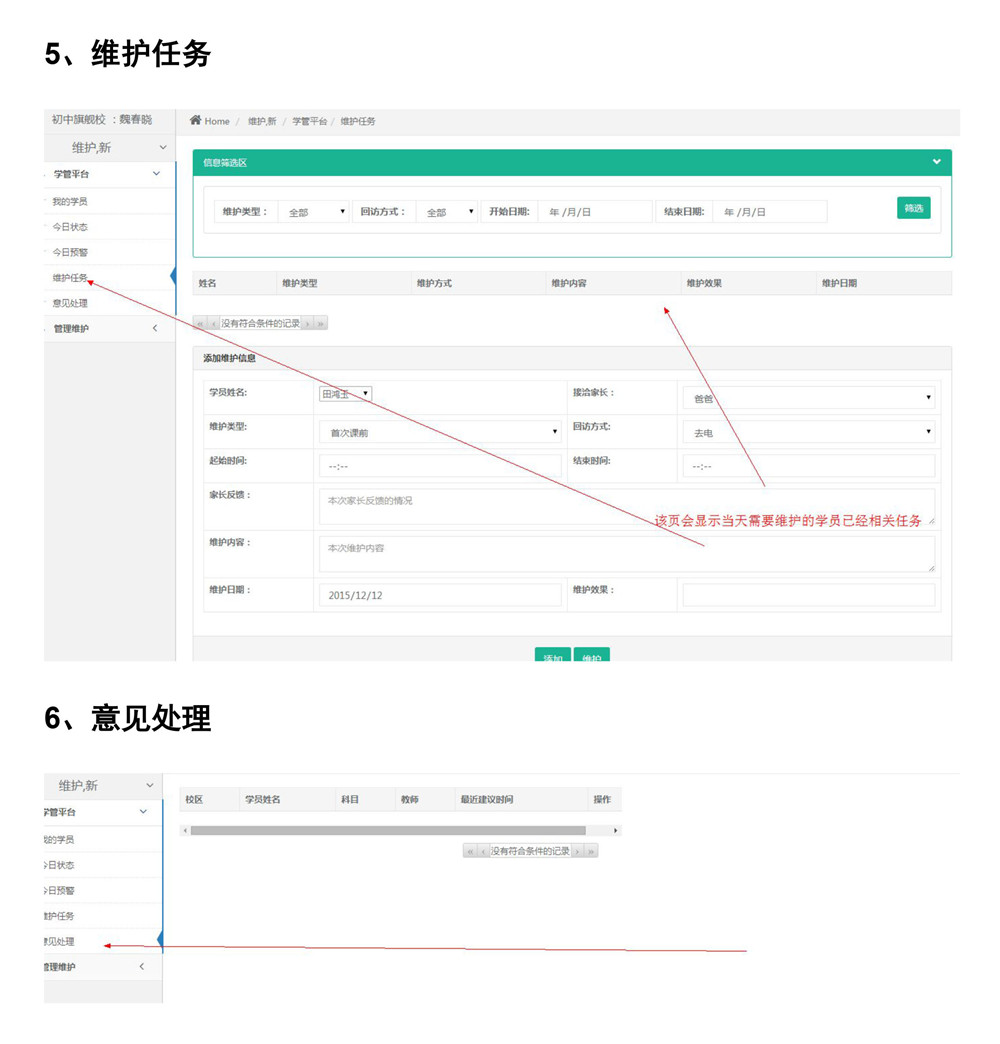 5、维护任务
初中旗舰校 ：魏春晓
Home / 维护,新 / 学管平台 / 维护任务
维护,新
学管平台
我的学员
今日状态
今日预警
维护任务
意见处理
管理维护
信息筛选区
维护类型： 全部 回访方式： 全部 开始日期: 年 /月/日 结束日期: 年 /月/日 筛选
姓名 维护类型 维护方式 维护内容 维护效果 维护日期
« ‹ 没有符合条件的记录 › »
添加维护信息
学员姓名: 田鸿玉 接洽家长： 爸爸
维护类型: 首次课前 回访方式: 去电
起始时间: --:-- 结束时间: --:--
家长反馈： 本次家长反馈的情况
该页会显示当天需要维护的学员已经相关任务
维护内容： 本次维护内容
维护日期： 2015/12/12 维护效果：
添加 维护
6、意见处理
维护,新
学管平台
我的学员
今日状态
今日预警
维护任务
意见处理
管理维护
校区 学员姓名 科目 教师 最近建议时间 操作
« ‹ 没有符合条件的记录 › »